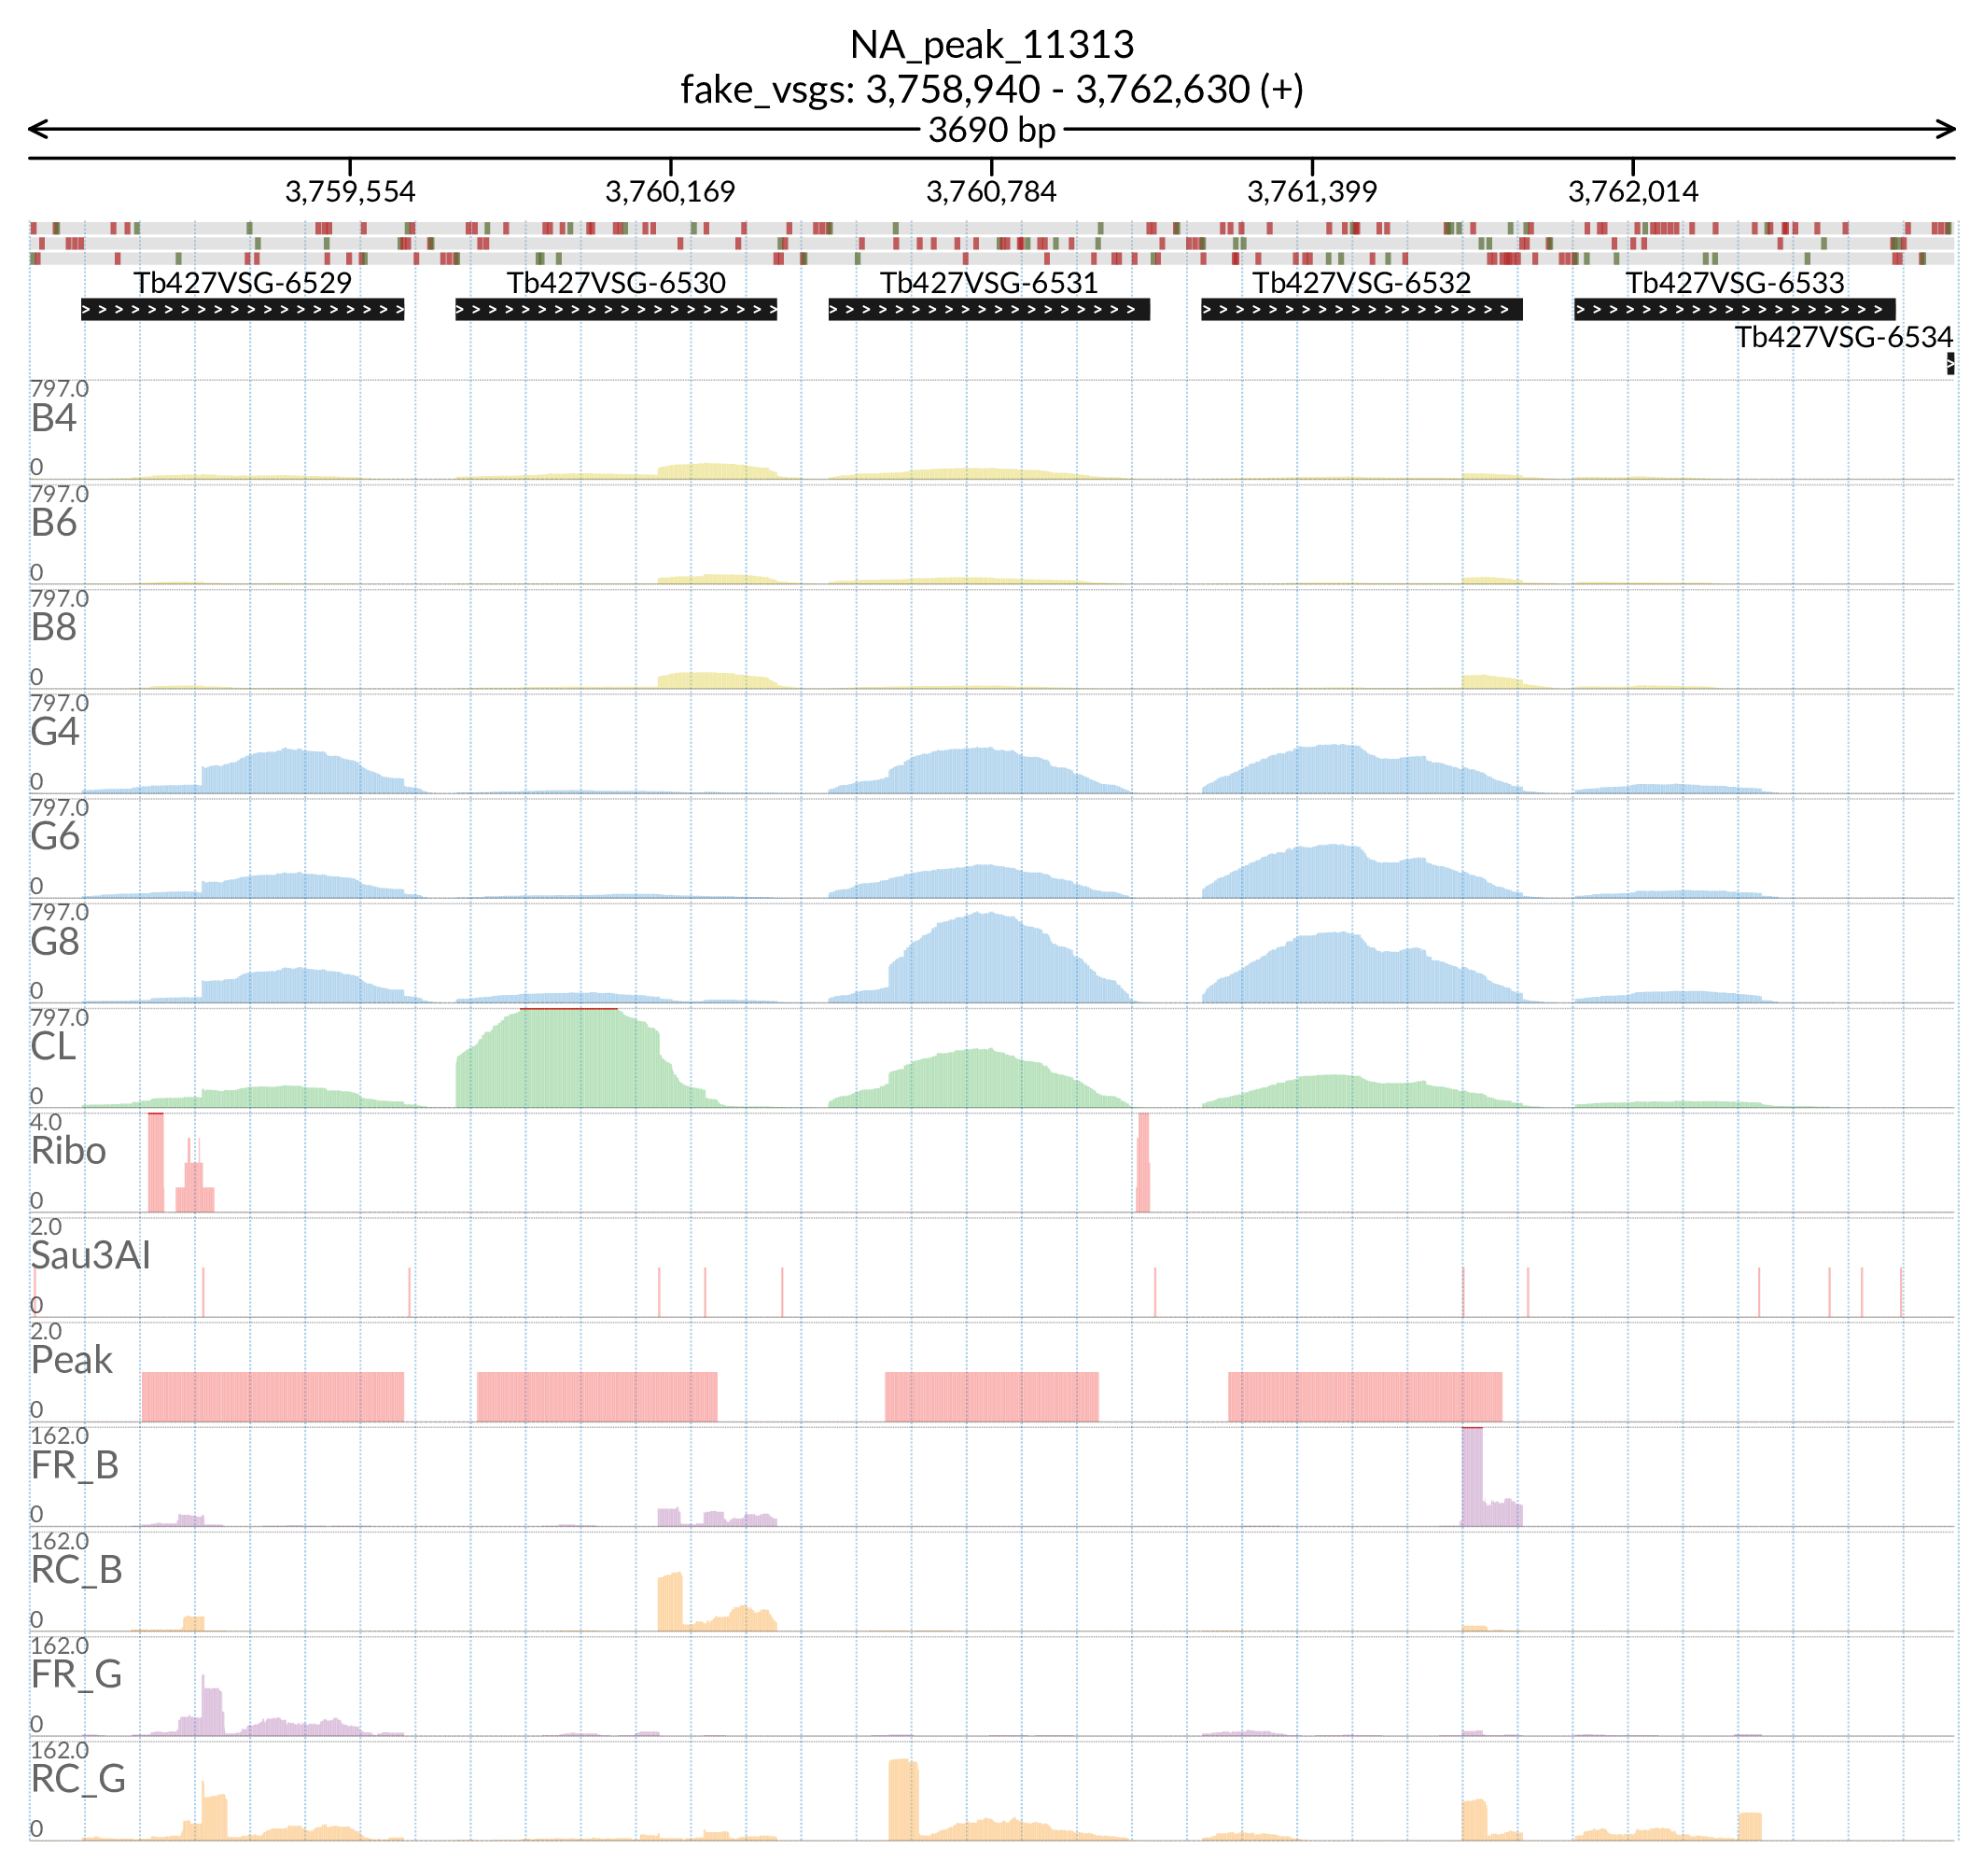 NA_peak_11313
fake_vsgs: 3,758,940 - 3,762,630 (+)
3690 bp
3,759,554 3,760,169 3,760,784 3,761,399 3,762,014
Tb427VSG-6529 Tb427VSG-6530 Tb427VSG-6531 Tb427VSG-6532 Tb427VSG-6533
Tb427VSG-6534
797.0
B4
0
797.0
B6
0
797.0
B8
0
797.0
G4
0
797.0
G6
0
797.0
G8
0
797.0
CL
0
4.0
Ribo
0
2.0
Sau3AI
0
2.0
Peak
0
162.0
FR_B
0
162.0
RC_B
0
162.0
FR_G
0
162.0
RC_G
0